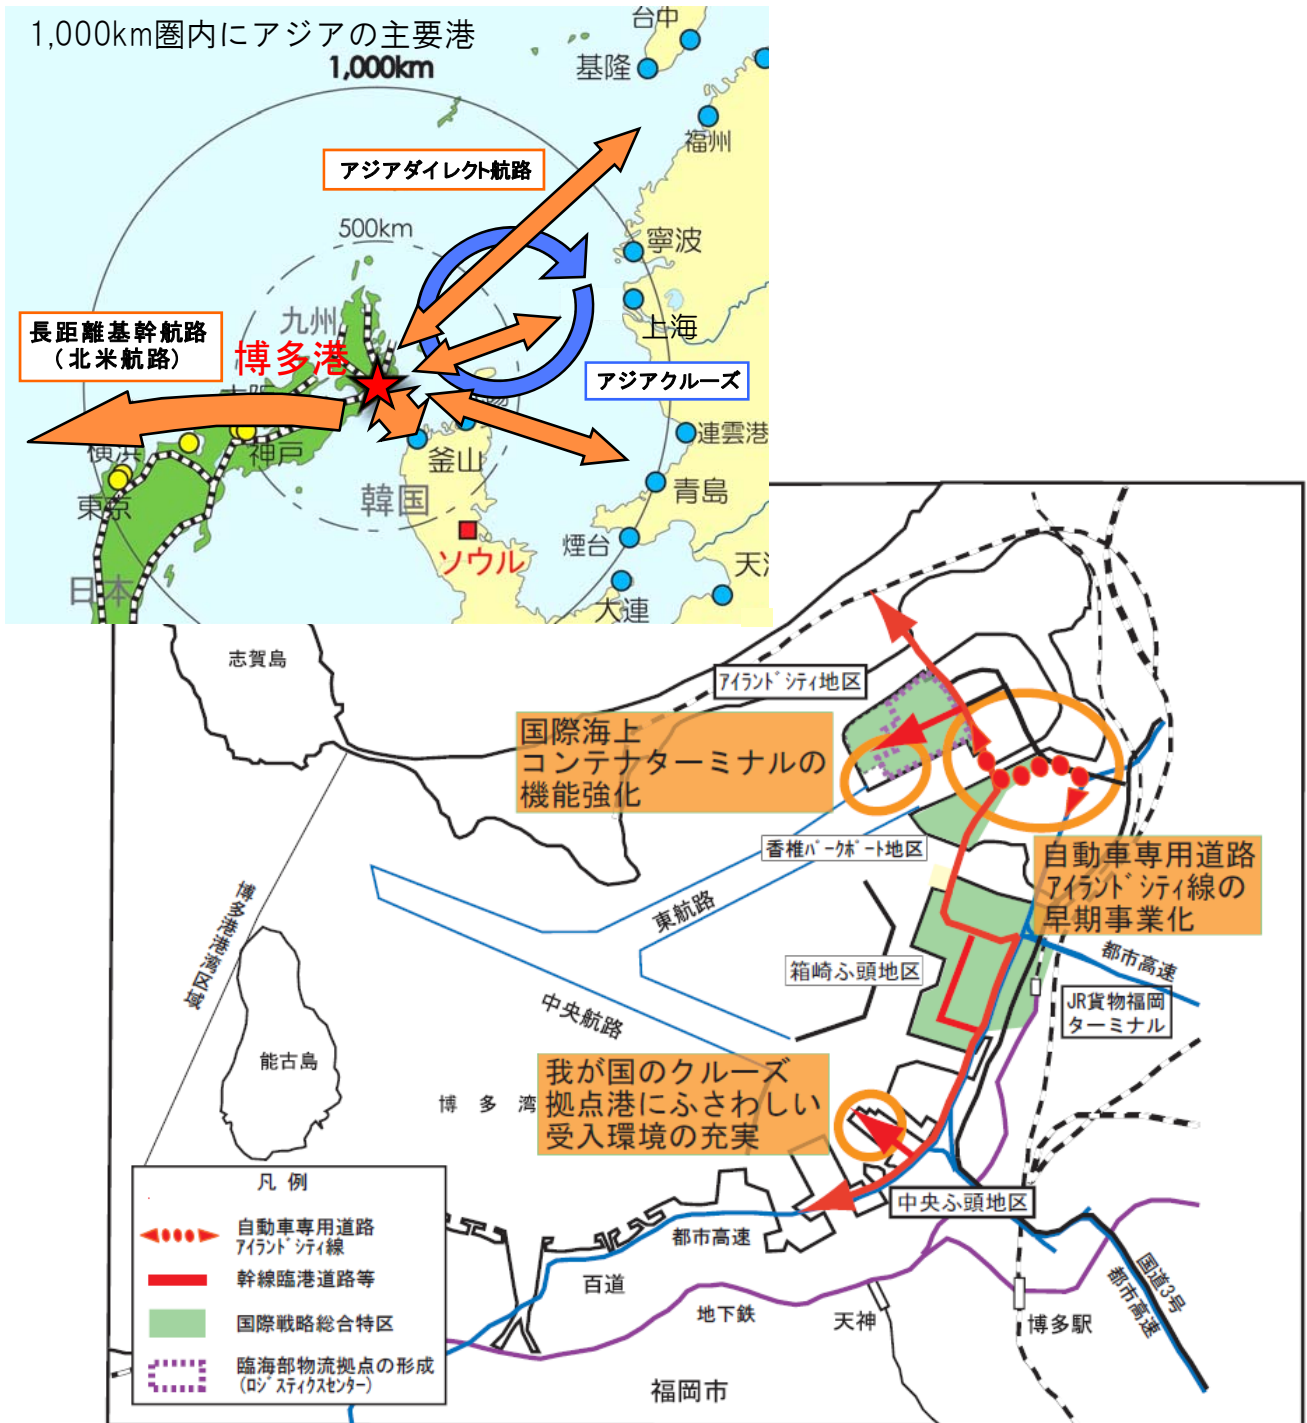 1,000km圏内にアジアの主要港
1,000km
台中
基隆
福州
アジアダイレクト航路
500km
寧波
九州
上海
長距離基幹航路
（北米航路）
博多港
アジアクルーズ
横浜
神戸
釜山
連雲港
東京
韓国
青島
ソウル
煙台
日本
大連
志賀島
アイランドシティ地区
国際海上
コンテナターミナルの
機能強化
香椎パークポート地区
自動車専用道路
アイランドシティ線の
早期事業化
東航路
博多港港湾区域
箱崎ふ頭地区
都市高速
中央航路
JR貨物福岡
ターミナル
能古島
我が国のクルーズ
拠点港にふさわしい
受入環境の充実
博多湾
中央ふ頭地区
都市高速
百道
地下鉄
天神
博多駅
国道3号
都市高速
福岡市
凡例
自動車専用道路
アイランドシティ線
幹線臨港道路等
国際戦略総合特区
臨海部物流拠点の形成
(ロジスティクスセンター)